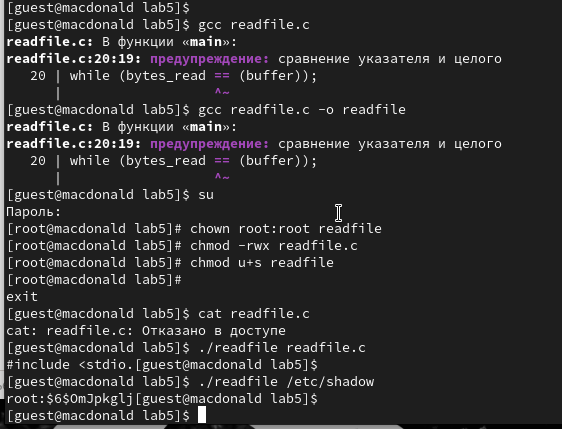 [guest@macdonald lab5]$
[guest@macdonald lab5]$ gcc readfile.c
readfile.c: В функции «main»:
readfile.c:20:19: предупреждение: сравнение указателя и целого
   20 | while (bytes_read == (buffer));
      |                   ^~
[guest@macdonald lab5]$ gcc readfile.c -o readfile
readfile.c: В функции «main»:
readfile.c:20:19: предупреждение: сравнение указателя и целого
   20 | while (bytes_read == (buffer));
      |                   ^~
[guest@macdonald lab5]$ su
Пароль:
[root@macdonald lab5]# chown root:root readfile
[root@macdonald lab5]# chmod -rwx readfile.c
[root@macdonald lab5]# chmod u+s readfile
[root@macdonald lab5]#
exit
[guest@macdonald lab5]$ cat readfile.c
cat: readfile.c: Отказано в доступе
[guest@macdonald lab5]$ ./readfile readfile.c
#include <stdio.[guest@macdonald lab5]$
[guest@macdonald lab5]$ ./readfile /etc/shadow
root:$6$OmJpkglj[guest@macdonald lab5]$
[guest@macdonald lab5]$